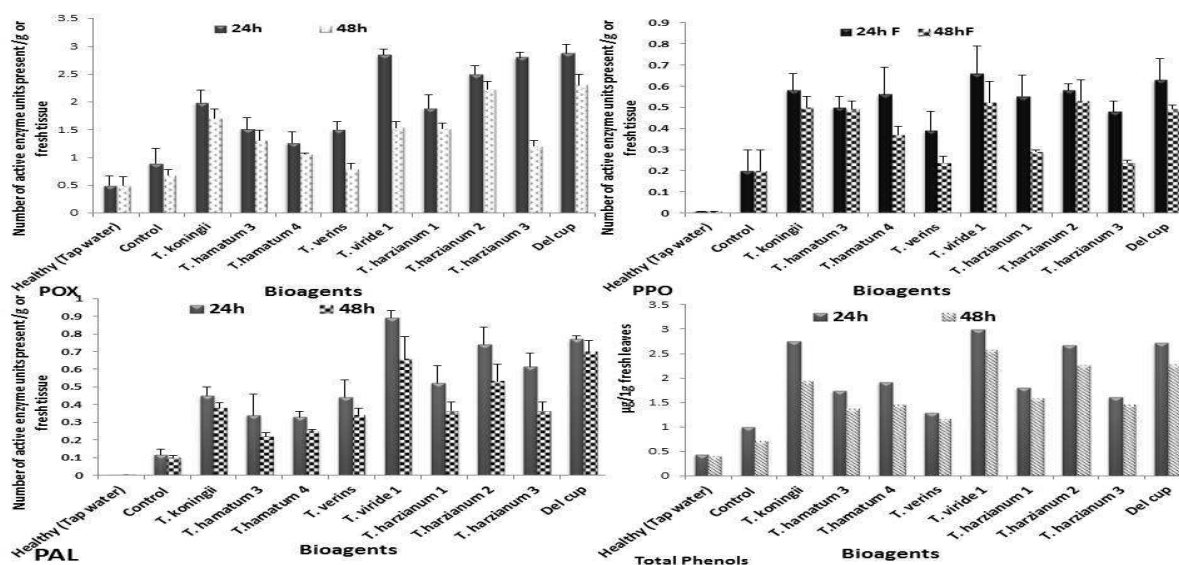 Number of active enzyme units present/g or
fresh tissue
3.5
3
2.5
2
1.5
1
0.5
0
24h
48h
Healthy (Tap water)
Control
T. koningii
T. hamatum 3
T.hamatum 4
T. verins
T. viride 1
T. harzianum 1
T.harzianum 2
T. harzianum 3
Del cup
POX
Bioagents
Number of active enzyme units present/g or
fresh tissue
0.9
0.8
0.7
0.6
0.5
0.4
0.3
0.2
0.1
0
24h F
48hF
Healthy (Tap water)
Control
T. koningii
T. hamatum 3
T.hamatum 4
T. verins
T. viride 1
T. harzianum 1
T.harzianum 2
T. harzianum 3
Del cup
PPO
Bioagents
Number of active enzyme units present/g or
fresh tissue
1
0.9
0.8
0.7
0.6
0.5
0.4
0.3
0.2
0.1
0
24h
48h
Healthy (Tap water)
Control
T. koningii
T. hamatum 3
T.hamatum 4
T. verins
T. viride 1
T. harzianum 1
T.harzianum 2
T. harzianum 3
Del cup
PAL
Bioagents
µg/1g fresh leaves
3.5
3
2.5
2
1.5
1
0.5
0
24h
48h
Healthy (Tap water)
Control
T. koningii
T. hamatum 3
T.hamatum 4
T. verins
T. viride 1
T. harzianum 1
T.harzianum 2
T. harzianum 3
Del cup
Total Phenols
Bioagents